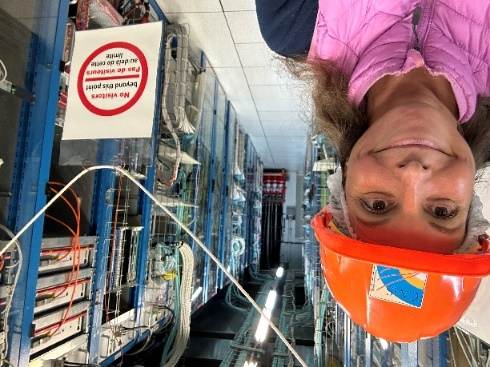 No visitors
beyond this point!
Pas de visiteurs
au delà de cette
limite